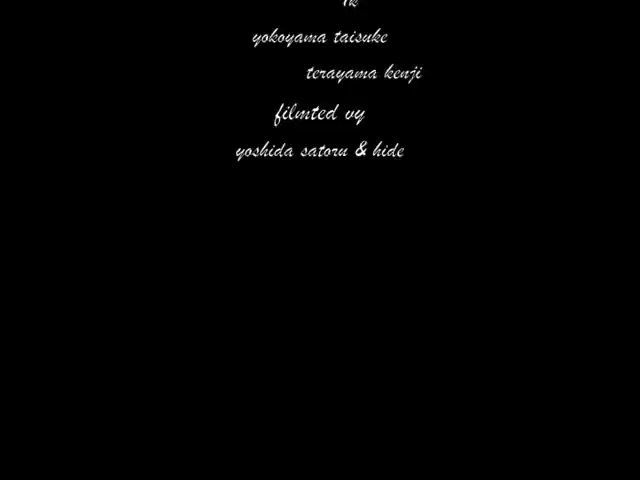 yokoyama taisuke
terayama kenji
filmted vy
yoshida satoru & hide